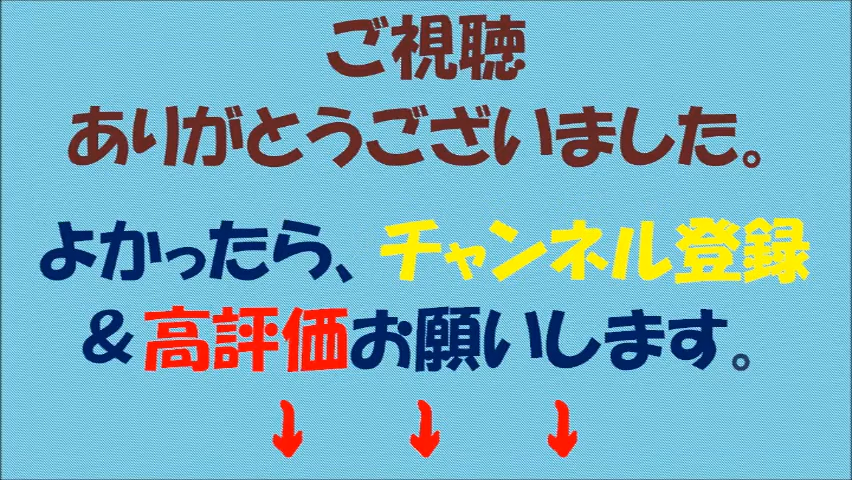 ご視聴
ありがとうございました。
よかったら、チャンネル登録
＆高評価お願いします。
↓ ↓ ↓